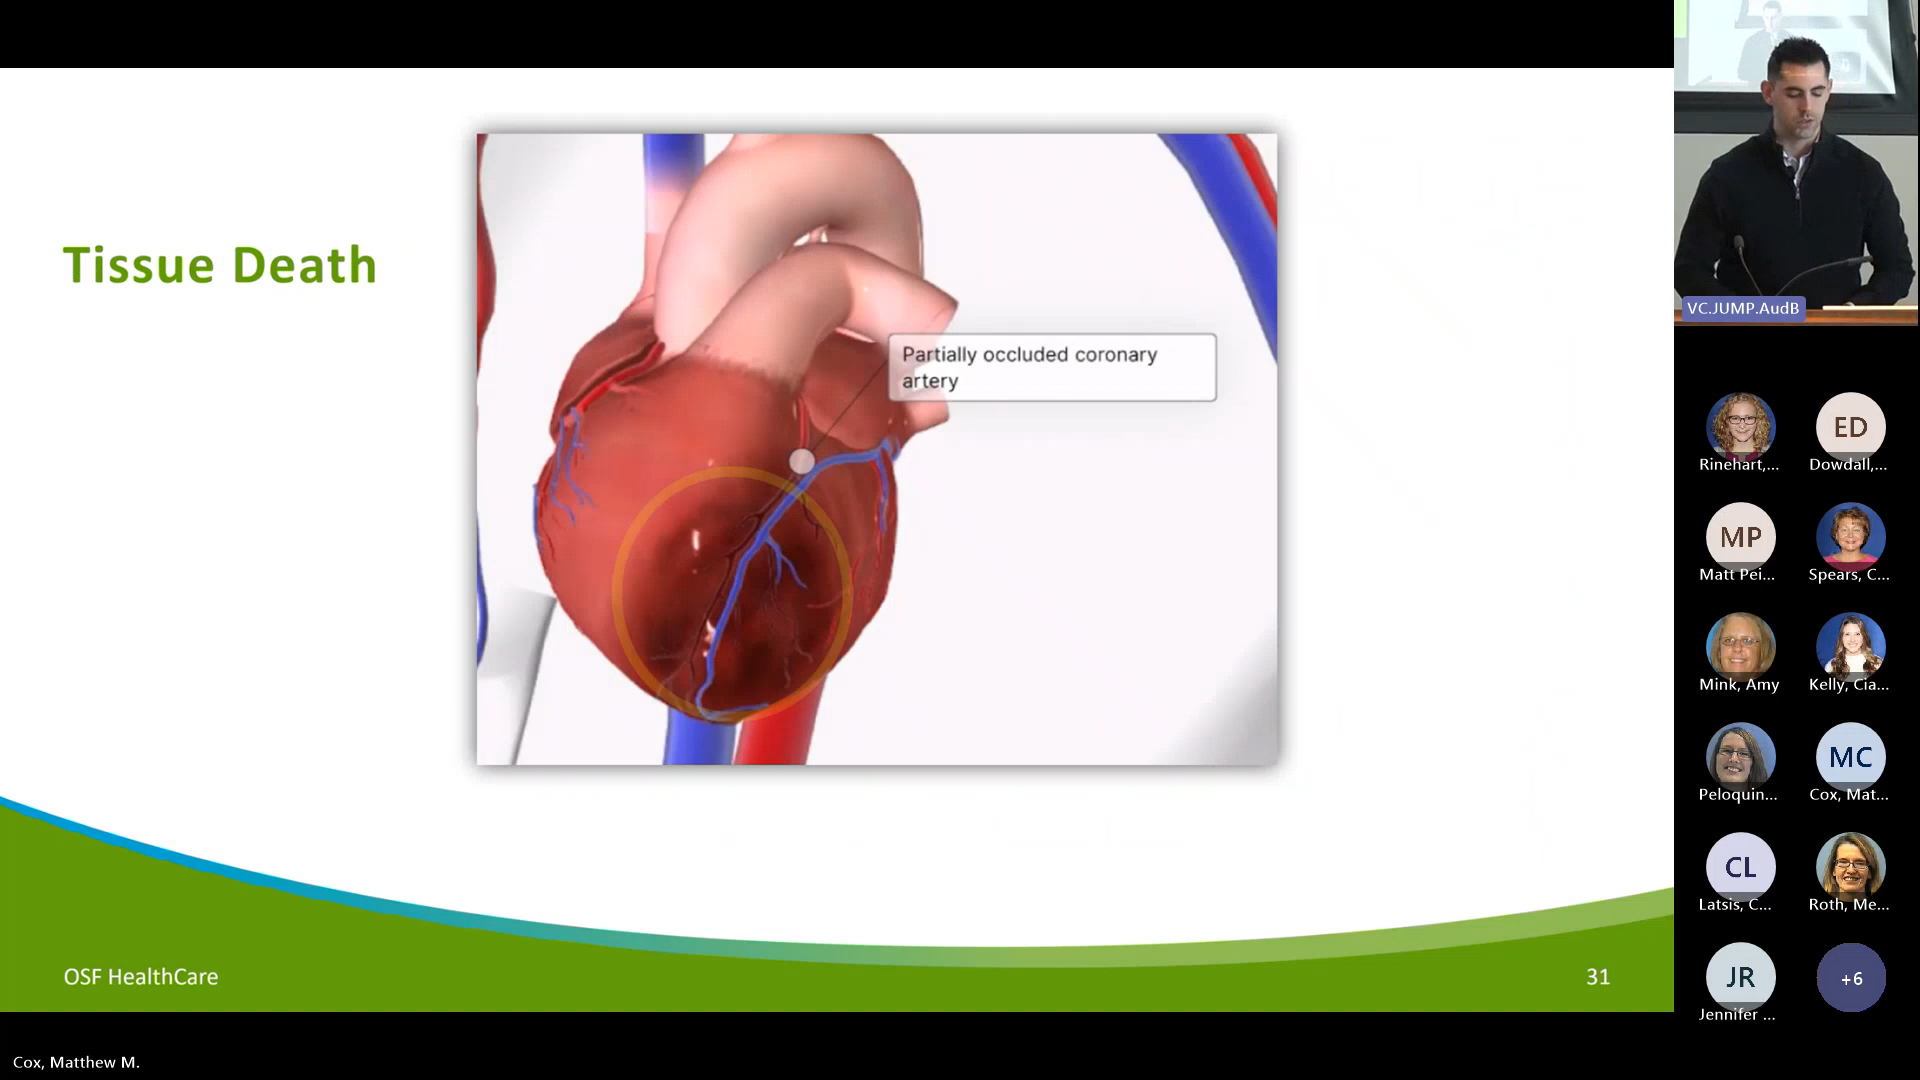 Tissue Death
Partially occluded coronary
artery
OSF HealthCare
31
Cox, Matthew M.
VC.JUMP.AudB
Rinehart,...
ED
Dowdall,...
MP
Matt Pei...
Spears, C...
Mink, Amy
Kelly, Cia...
Peloquin...
MC
Cox, Mat...
CL
Latsis, C...
Roth, Me...
JR
Jennifer ...
+6